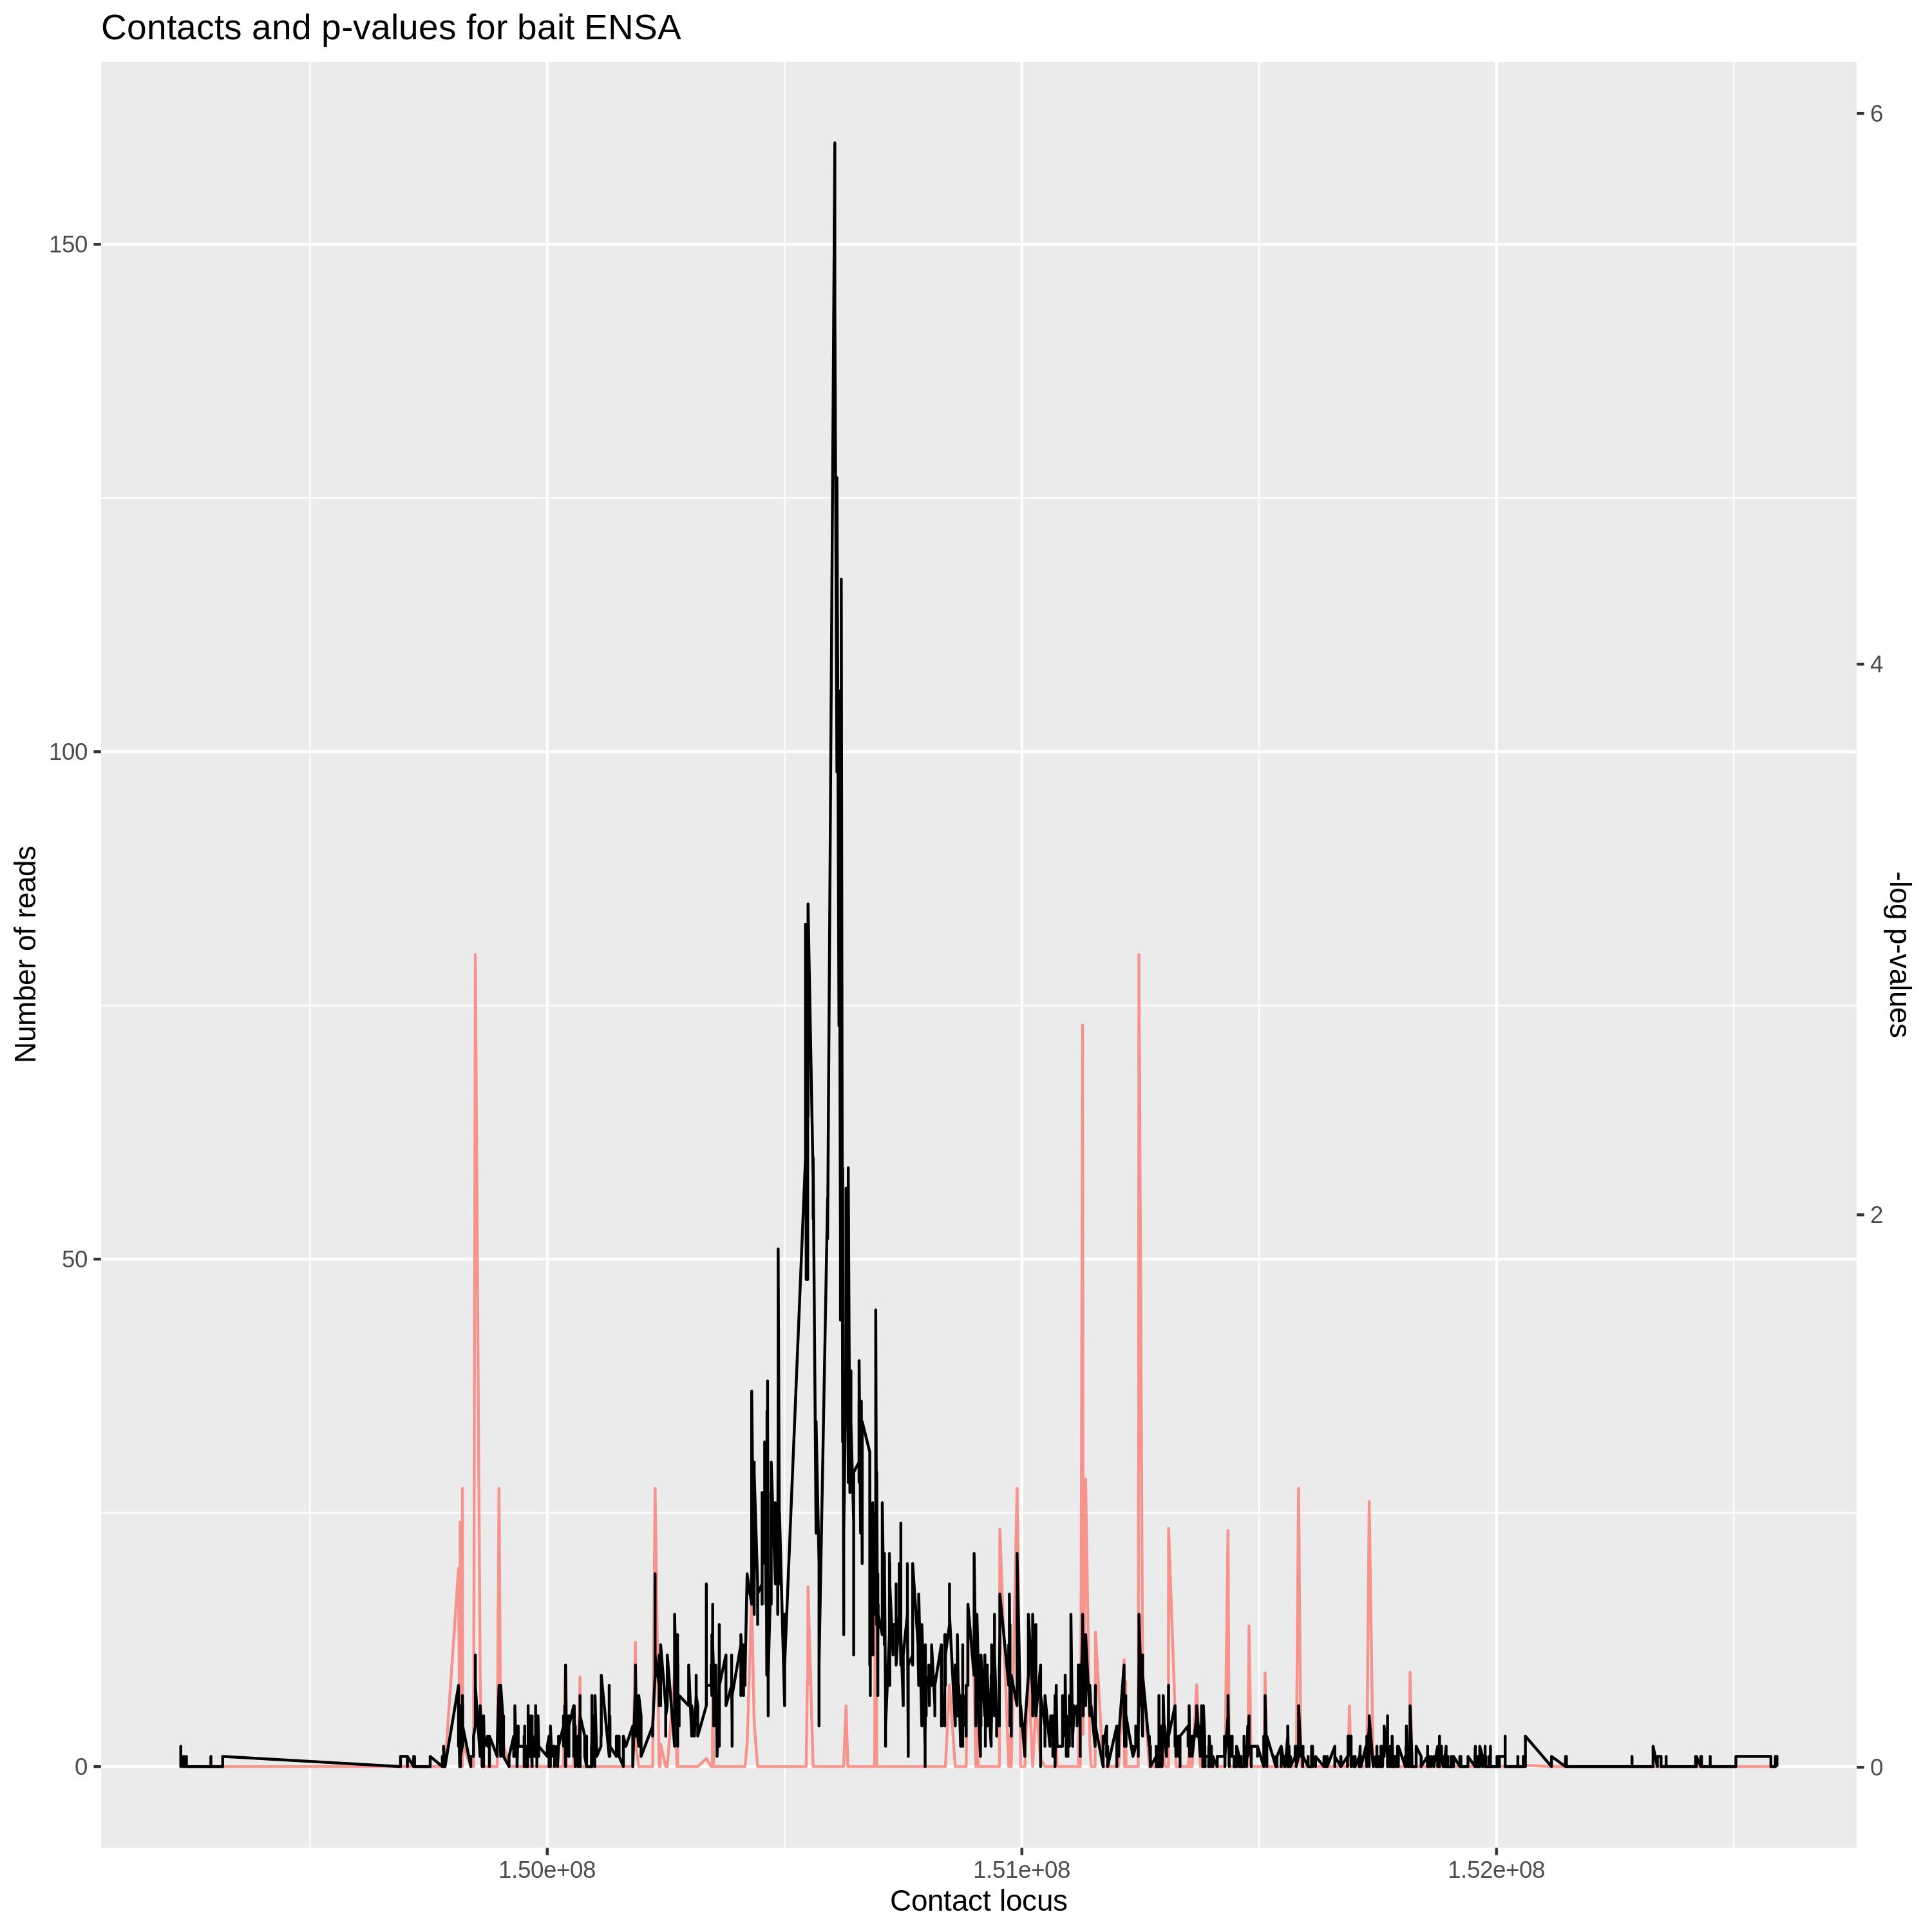 Contacts and p-values for bait ENSA
150
100
50
0
Number of reads
6
4
2
0
-log p-values
1.50e+08
1.51e+08
1.52e+08
Contact locus